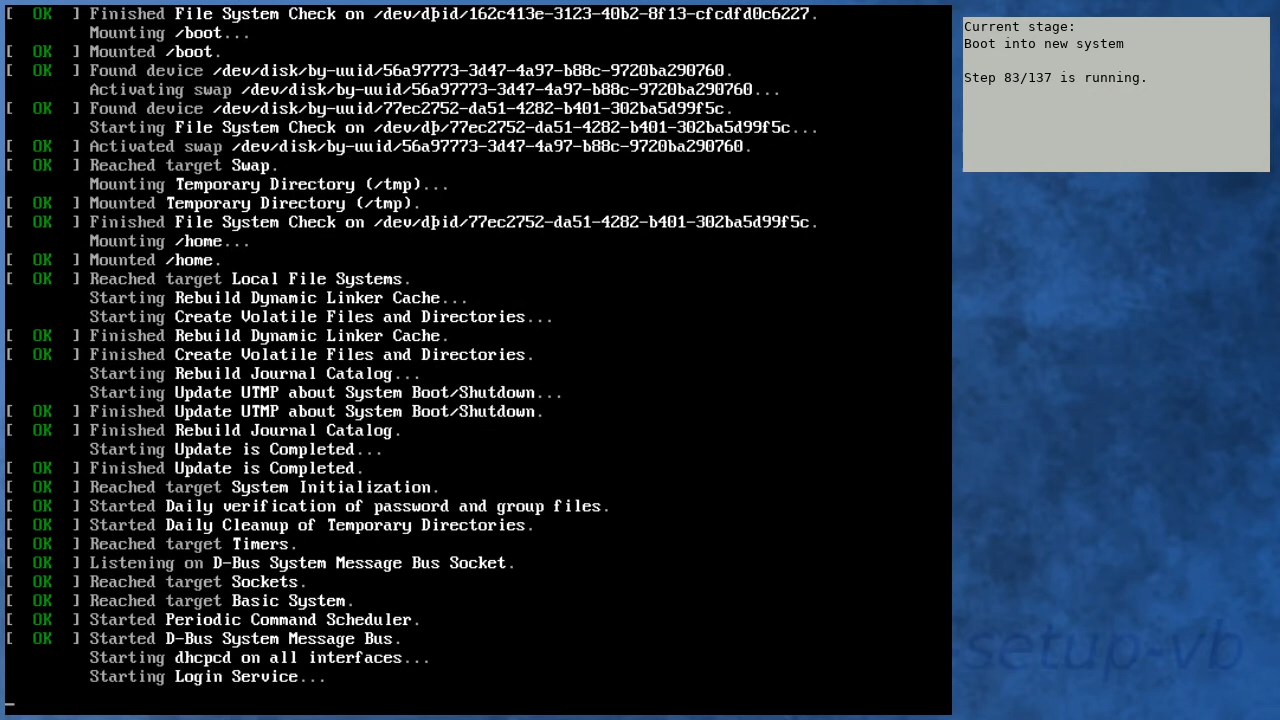 [  OK  ] Finished File System Check on /dev/dþid/162c413e-3123-40b2-8f13-cfcdfd0c6227.
         Mounting /boot...
[  OK  ] Mounted /boot.
[  OK  ] Found device /dev/disk/by-uuid/56a97773-3d47-4a97-b88c-9720ba290760.
         Activating swap /dev/disk/by-uuid/56a97773-3d47-4a97-b88c-9720ba290760...
[  OK  ] Found device /dev/disk/by-uuid/77ec2752-da51-4282-b401-302ba5d99f5c.
         Starting File System Check on /dev/dþ/77ec2752-da51-4282-b401-302ba5d99f5c...
[  OK  ] Activated swap /dev/disk/by-uuid/56a97773-3d47-4a97-b88c-9720ba290760.
[  OK  ] Reached target Swap.
         Mounting Temporary Directory (/tmp)...
[  OK  ] Mounted Temporary Directory (/tmp).
[  OK  ] Finished File System Check on /dev/dþid/77ec2752-da51-4282-b401-302ba5d99f5c.
         Mounting /home...
[  OK  ] Mounted /home.
[  OK  ] Reached target Local File Systems.
         Starting Rebuild Dynamic Linker Cache...
         Starting Create Volatile Files and Directories...
[  OK  ] Finished Rebuild Dynamic Linker Cache.
[  OK  ] Finished Create Volatile Files and Directories.
         Starting Rebuild Journal Catalog...
         Starting Update UTMP about System Boot/Shutdown...
[  OK  ] Finished Update UTMP about System Boot/Shutdown.
[  OK  ] Finished Rebuild Journal Catalog.
         Starting Update is Completed...
[  OK  ] Finished Update is Completed.
[  OK  ] Reached target System Initialization.
[  OK  ] Started Daily verification of password and group files.
[  OK  ] Started Daily Cleanup of Temporary Directories.
[  OK  ] Reached target Timers.
[  OK  ] Listening on D-Bus System Message Bus Socket.
[  OK  ] Reached target Sockets.
[  OK  ] Reached target Basic System.
[  OK  ] Started Periodic Command Scheduler.
[  OK  ] Started D-Bus System Message Bus.
         Starting dhcpcd on all interfaces...
         Starting Login Service...
Current stage:
Boot into new system
Step 83/137 is running.
setup-vb